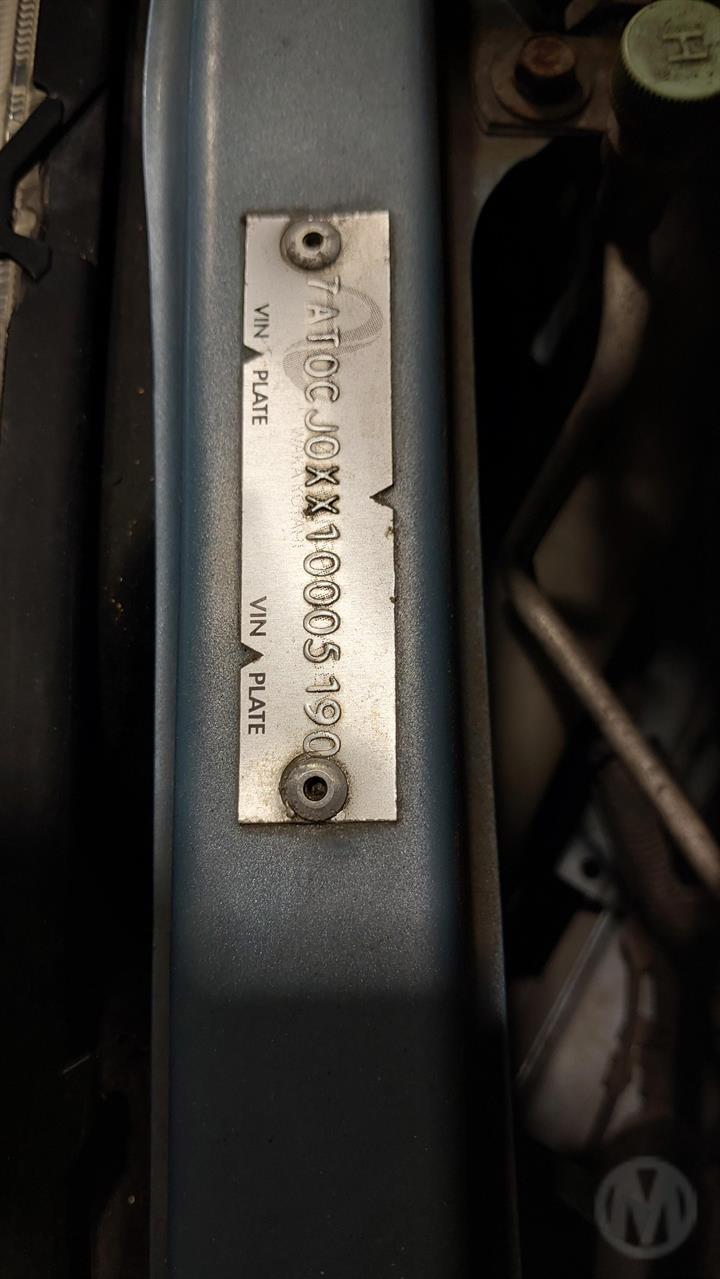 7AT0CJ0XX10005190
VIN PLATE
VIN PLATE
H
M